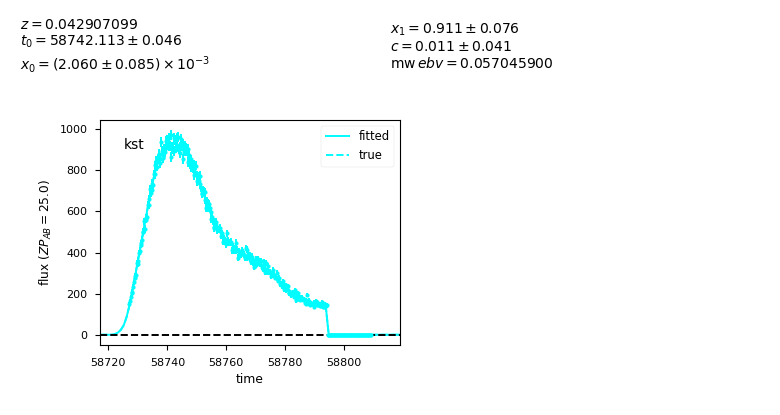 z = 0.042907099
t₀ = 58742.113 ± 0.046
x₀ = (2.060 ± 0.085) × 10⁻³
x₁ = 0.911 ± 0.076
c = 0.011 ± 0.041
mw ebv = 0.057045900
kst
fitted
true
flux (ZP_AB = 25.0)
1000
800
600
400
200
0
58720 58740 58760 58780 58800
time